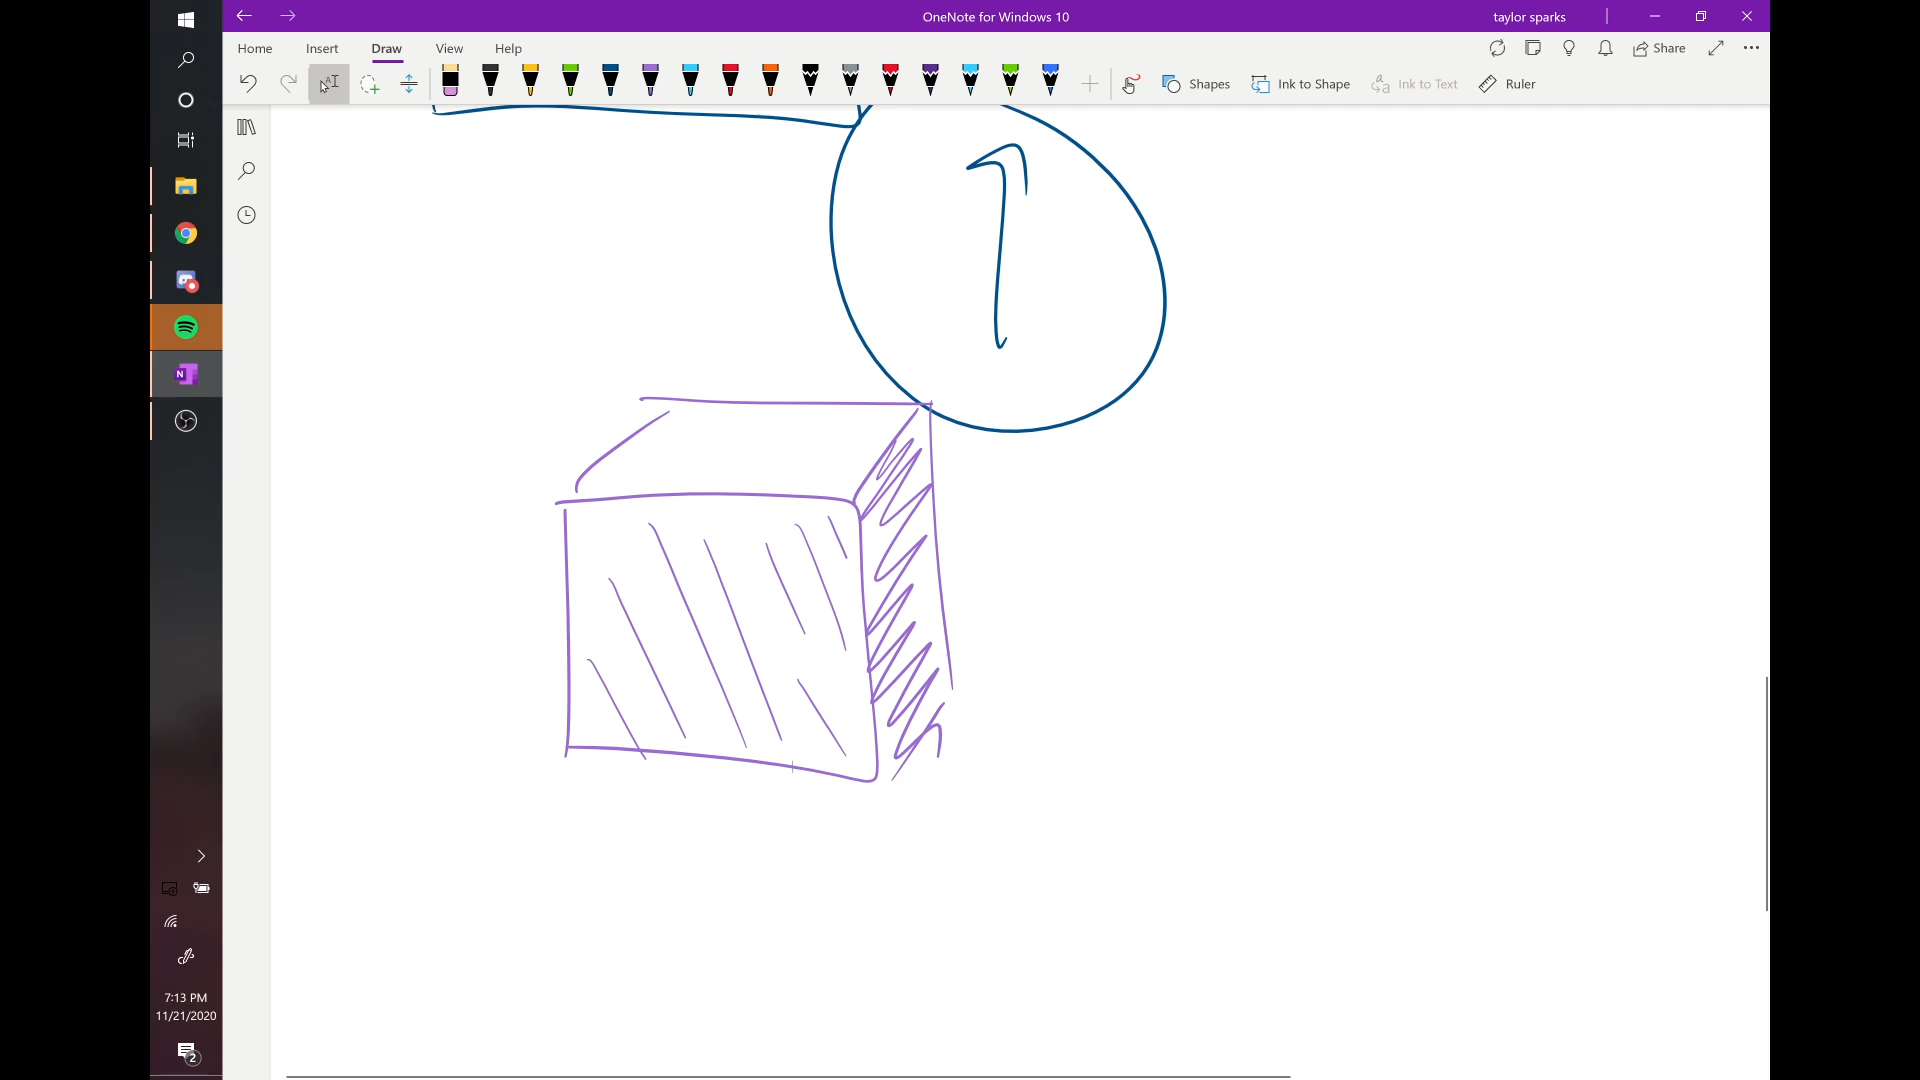 OneNote for Windows 10
taylor sparks
Home Insert Draw View Help
Share
Shapes Ink to Shape Ink to Text Ruler
1
N
7:13 PM
11/21/2020
2